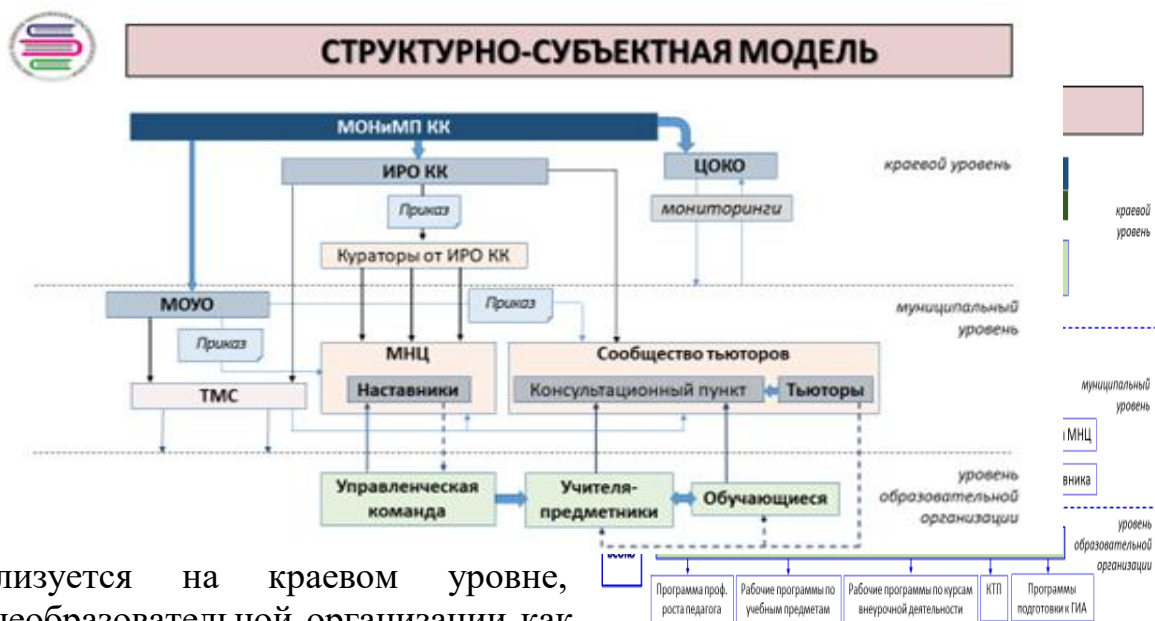 СТРУКТУРНО-СУБЪЕКТНАЯ МОДЕЛЬ
МОНиМП КК
ИРО КК
ЦОКО
краевой уровень
Приказ
мониторинги
Кураторы от ИРО КК
МОУО
Приказ
муниципальный
уровень
Приказ
МНЦ
Сообщество тьюторов
Наставники
Консультационный пункт
Тьюторы
ТМС
Управленческая
команда
Учителя-
предметники
Обучающиеся
уровень
образовательной
организации
краевой
уровень
муниципальный
уровень
МНЦ
вника
уровень
образовательной
организации
Программа проф.
роста педагога
Рабочие программы по
учебным предметам
Рабочие программы по курсам
внеурочной деятельности
КТП
Программы
подготовки к ГИА
лизуется на краевом уровне,
еобразовательной организации как